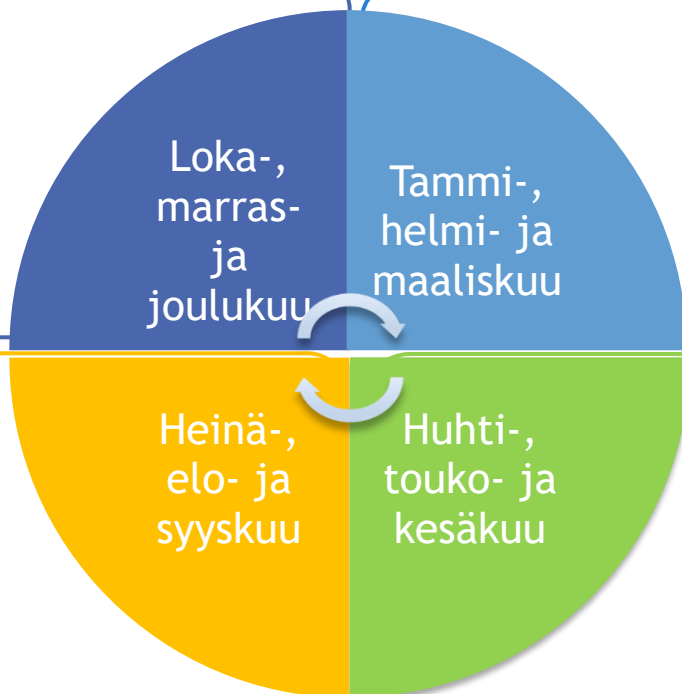 Loka-,
marras-
ja
joulukuu
Tammi-,
helmi- ja
maaliskuu
Heinä-,
elo- ja
syyskuu
Huhti-,
touko- ja
kesäkuu